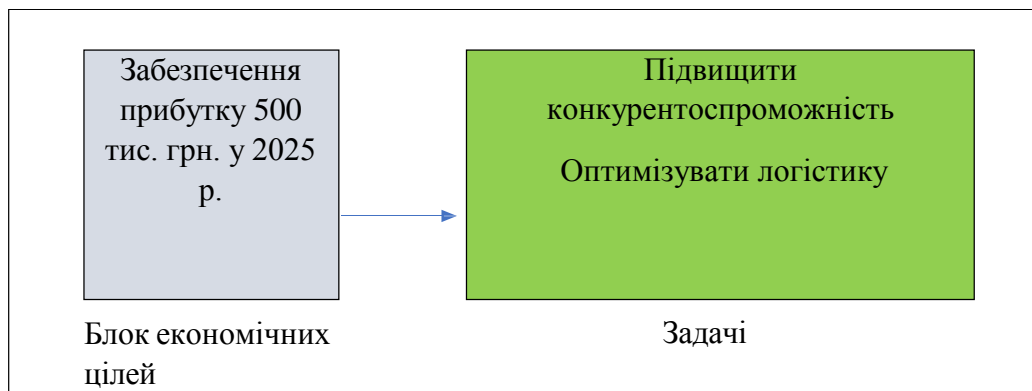 Забезпечення
прибутку 500
тис. грн. у 2025
р.
Підвищити
конкурентоспроможність
Оптимізувати логістику
Блок економічних
цілей
Задачі